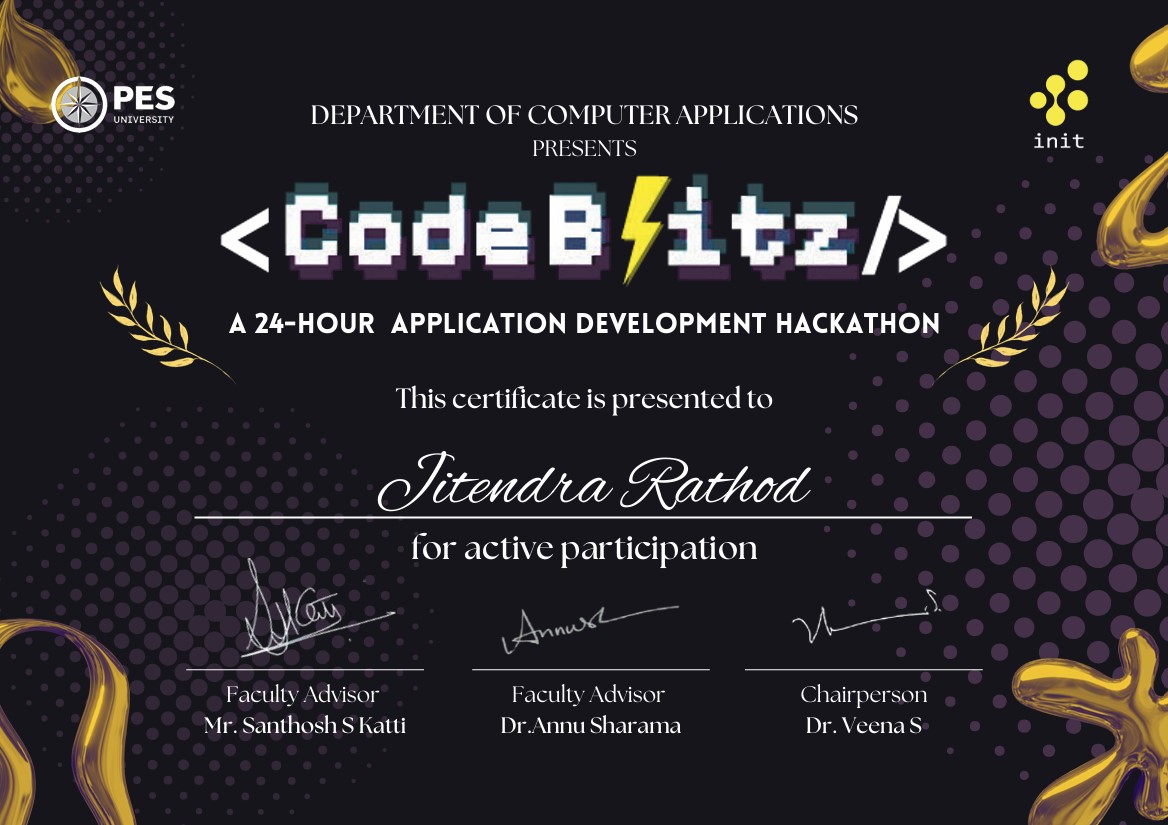 PES
UNIVERSITY
init
DEPARTMENT OF COMPUTER APPLICATIONS
PRESENTS
<CodeBlitz/>
A 24-HOUR APPLICATION DEVELOPMENT HACKATHON
This certificate is presented to
Jitendra Rathod
for active participation
Faculty Advisor
Mr. Santhosh S Katti
Faculty Advisor
Dr.Annu Sharama
Chairperson
Dr. Veena S